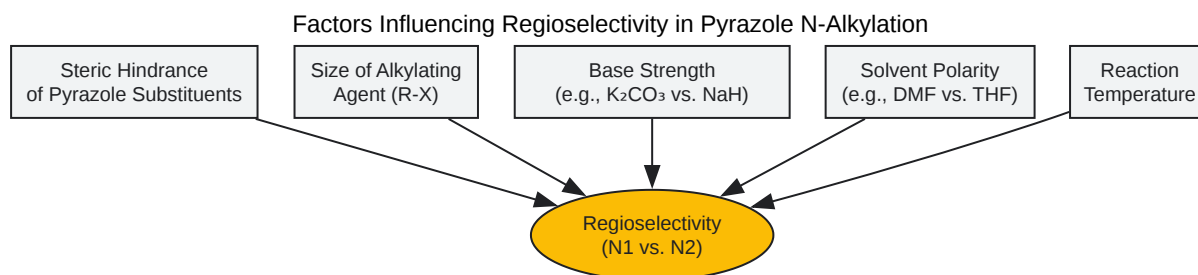 Factors Influencing Regioselectivity in Pyrazole N-Alkylation
Steric Hindrance
of Pyrazole Substituents
Size of Alkylating
Agent (R-X)
Base Strength
(e.g., K₂CO₃ vs. NaH)
Solvent Polarity
(e.g., DMF vs. THF)
Reaction
Temperature
Regioselectivity
(N1 vs. N2)